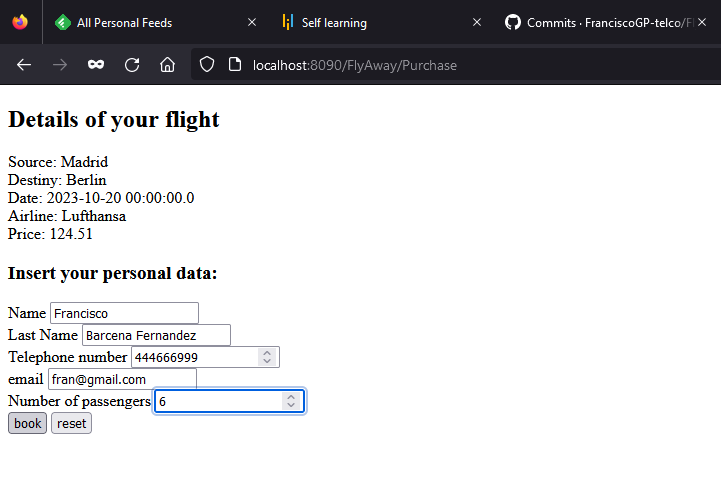 All Personal Feeds
Self learning
Commits · FranciscoGP-telco/Fl
localhost:8090/FlyAway/Purchase
Details of your flight
Source: Madrid
Destiny: Berlin
Date: 2023-10-20 00:00:00.0
Airline: Lufthansa
Price: 124.51
Insert your personal data:
Name Francisco
Last Name Barcena Fernandez
Telephone number 444666999
email fran@gmail.com
Number of passengers 6
book reset